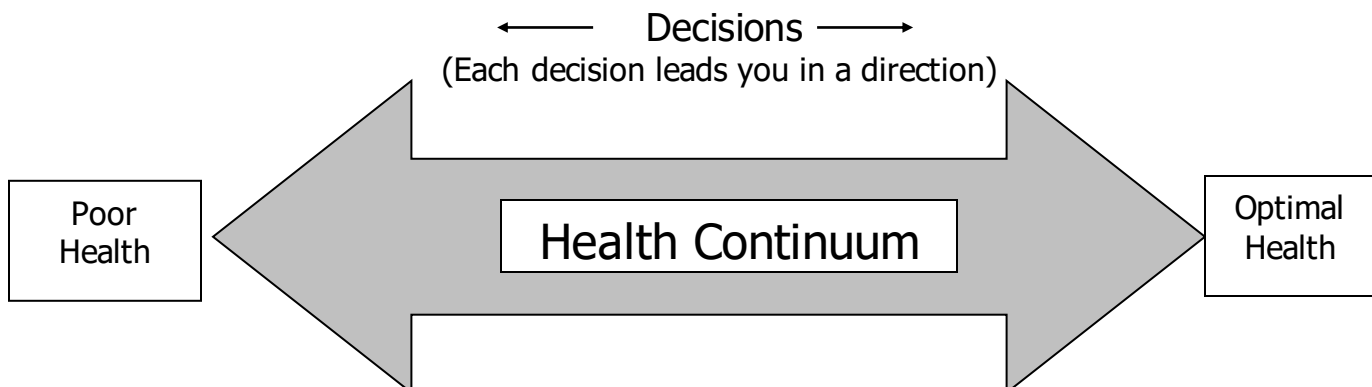 Decisions
(Each decision leads you in a direction)
Poor
Health
Health Continuum
Optimal
Health